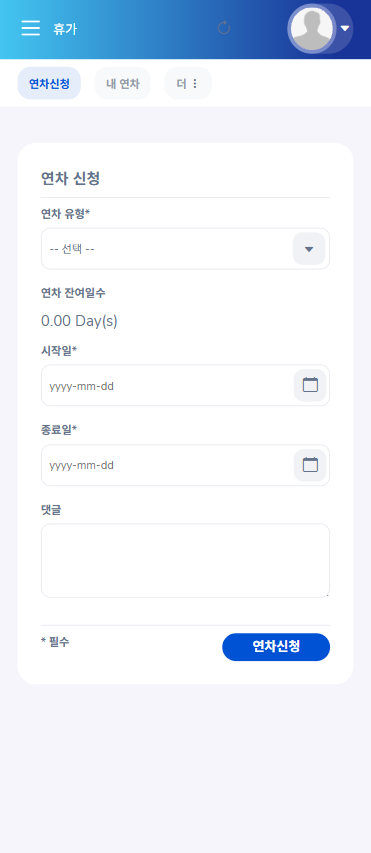 휴가
연차신청 내 연차 더 ⋮
연차 신청
연차 유형*
-- 선택 --
연차 잔여일수
0.00 Day(s)
시작일*
yyyy-mm-dd
종료일*
yyyy-mm-dd
댓글
* 필수 연차신청